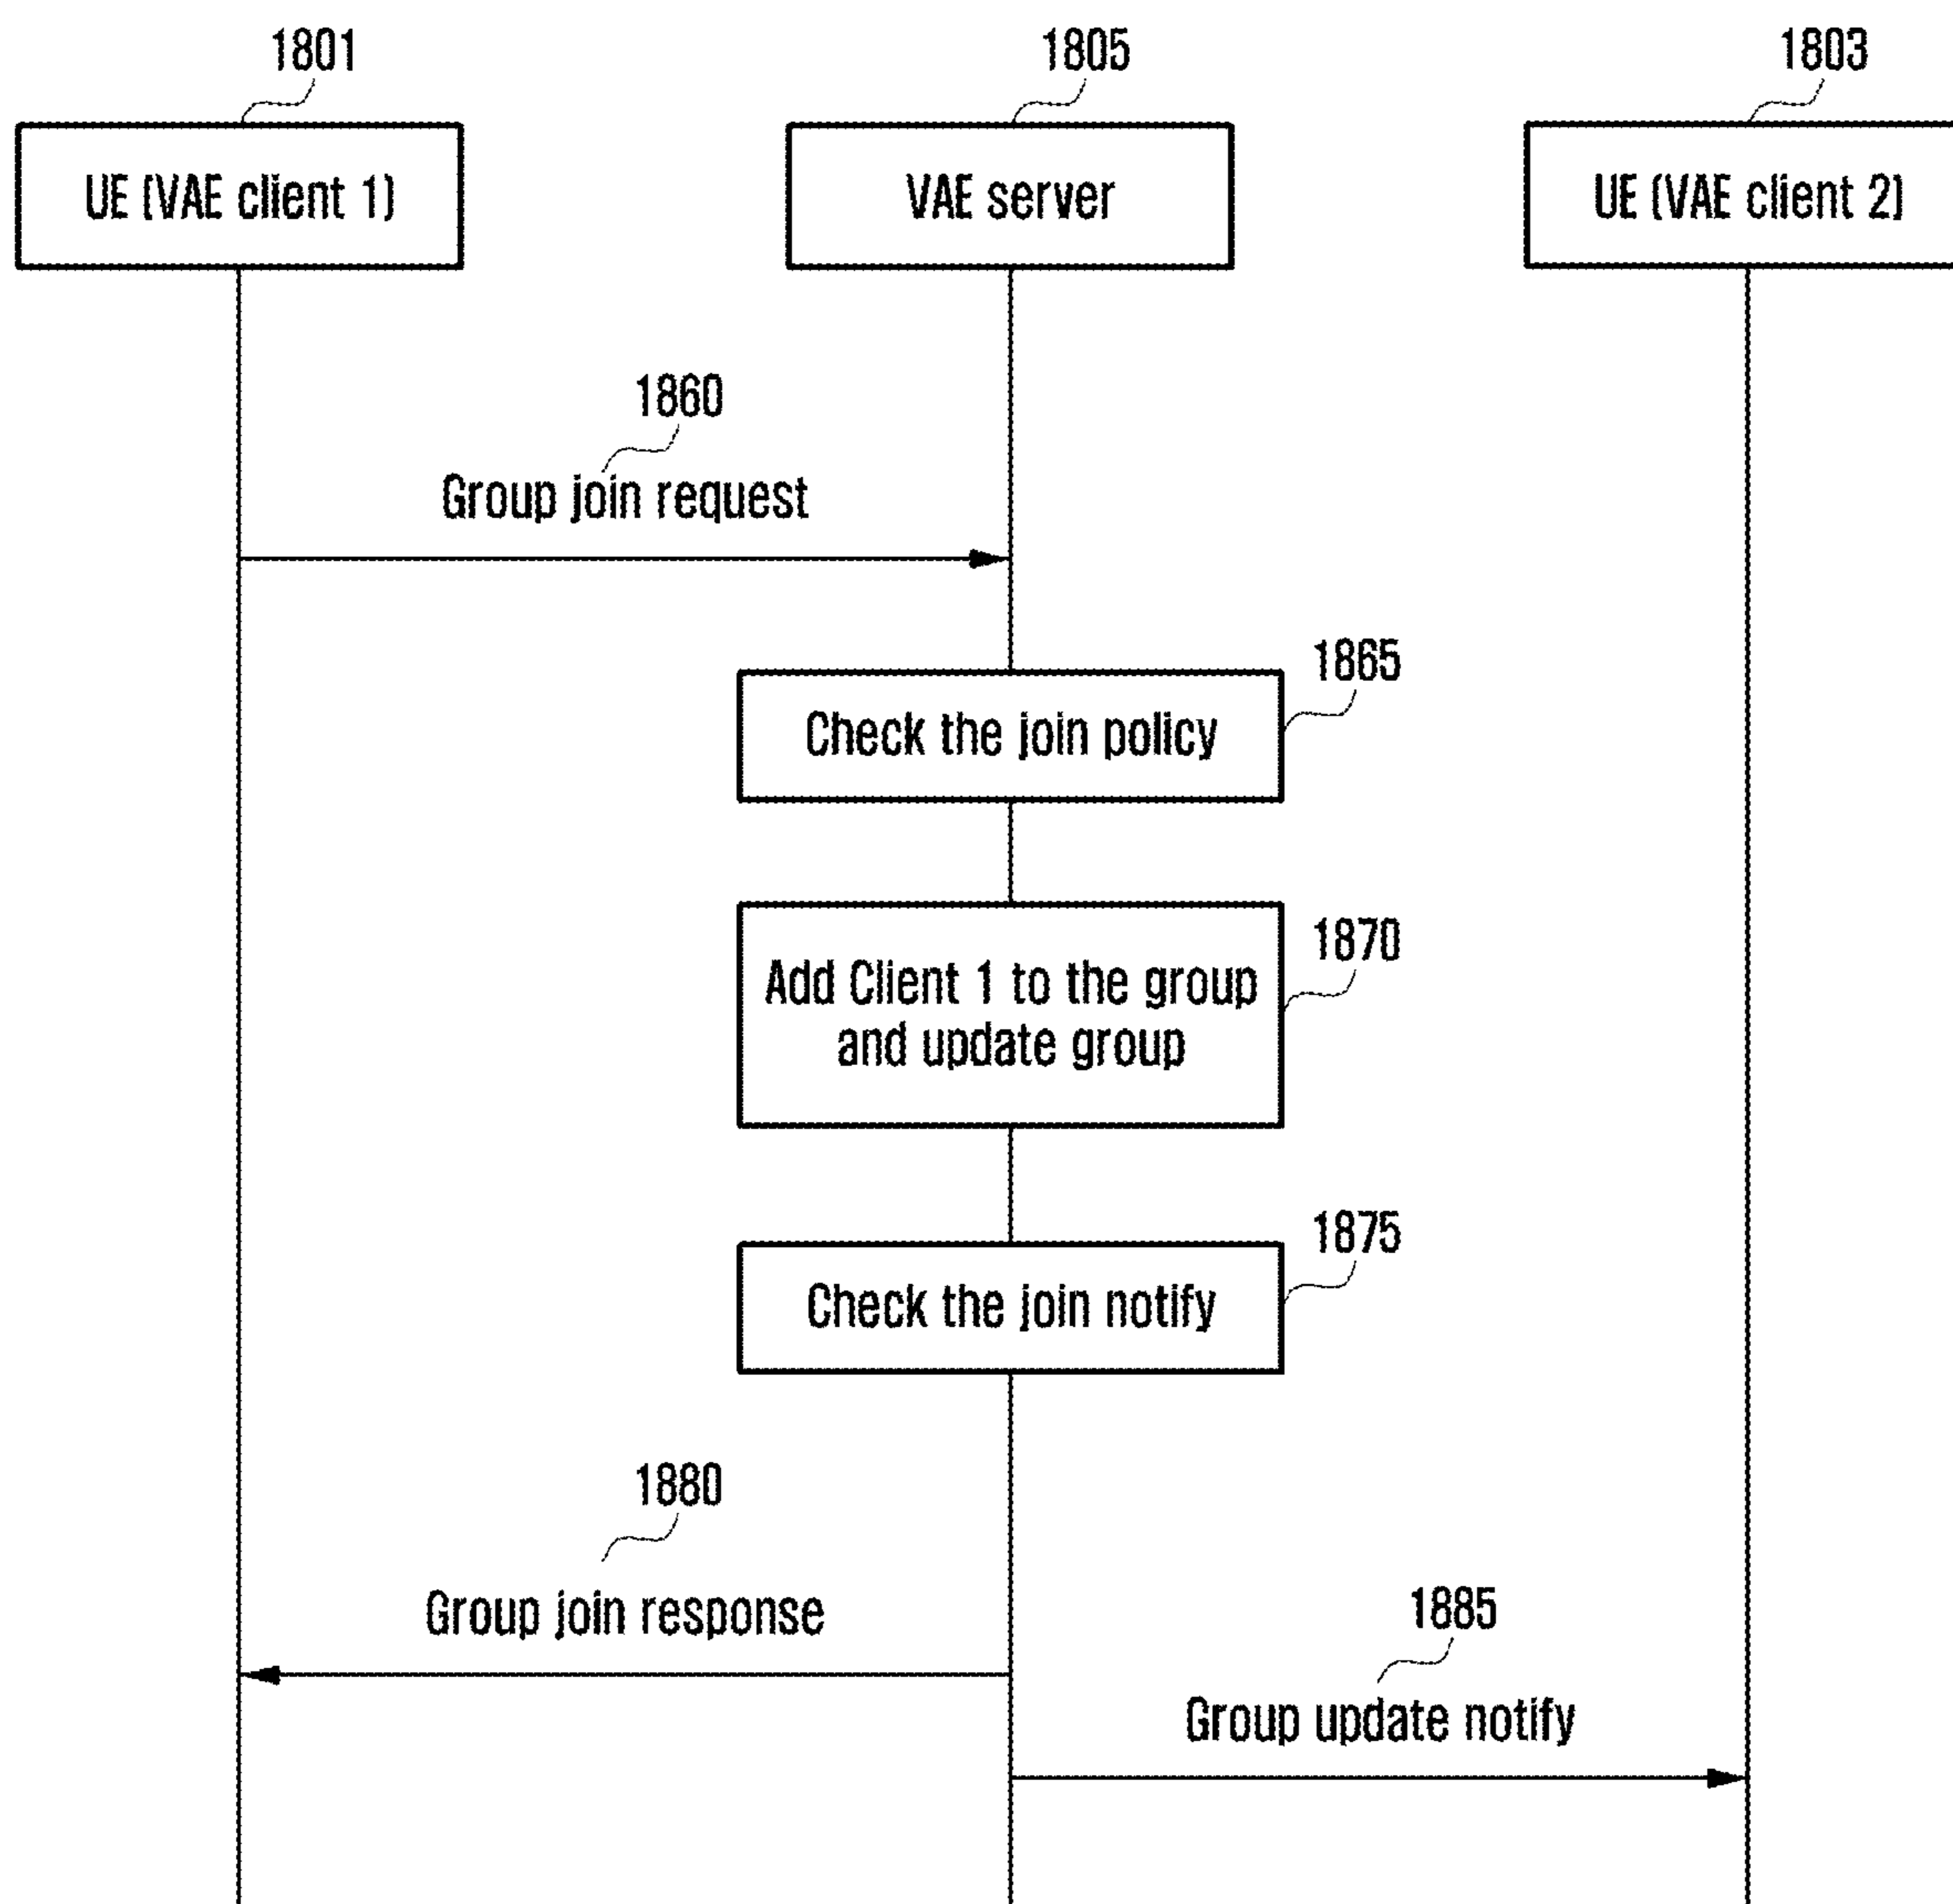 1801
1805
1803
UE (VAE client 1)
VAE server
UE (VAE client 2)
1860
Group join request
1865
Check the join policy
1870
Add Client 1 to the group
and update group
1875
Check the join notify
1880
Group join response
1885
Group update notify